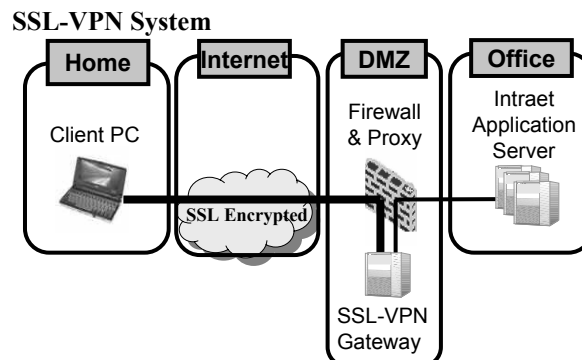 SSL-VPN System
Home
Internet
DMZ
Office
Client PC
SSL Encrypted
Firewall
& Proxy
SSL-VPN
Gateway
Intraet
Application
Server